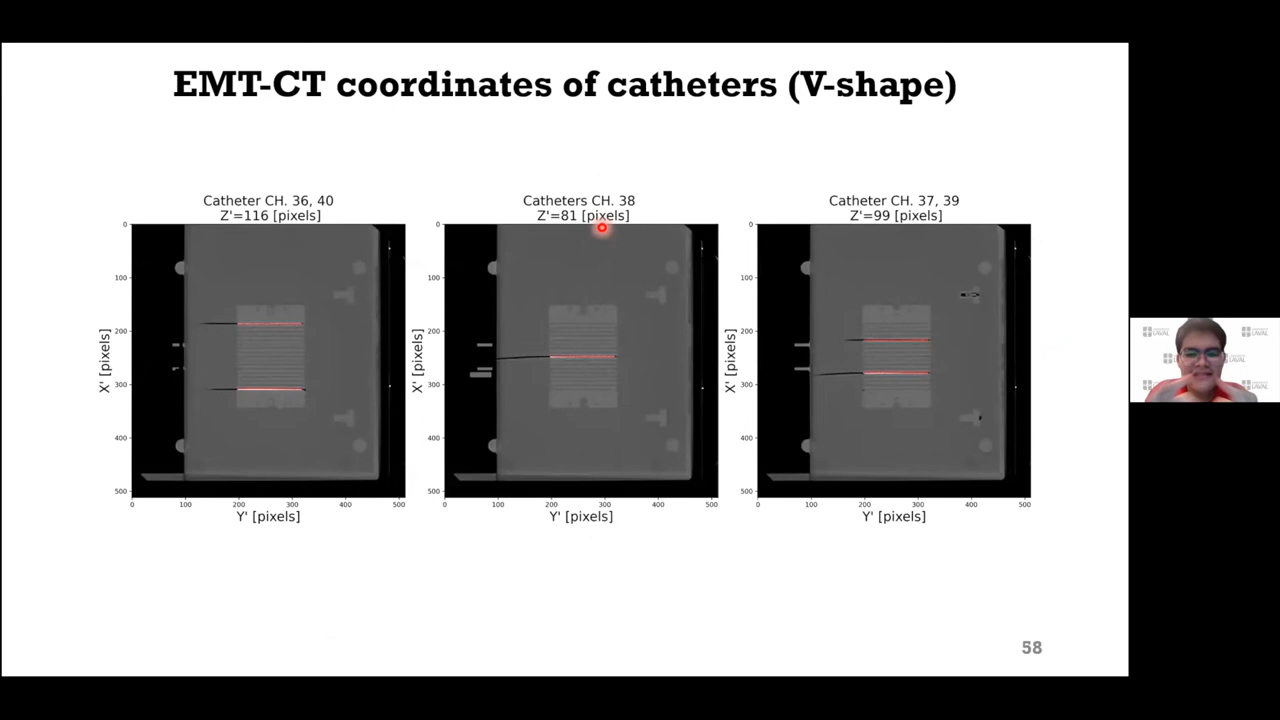 EMT-CT coordinates of catheters (V-shape)
Catheter CH. 36, 40
Z'=116 [pixels]
0
100
200
300
400
500
X' [pixels]
0
100
200
300
400
500
Y' [pixels]
Catheters CH. 38
Z'=81 [pixels]
0
100
200
300
400
500
X' [pixels]
0
100
200
300
400
500
Y' [pixels]
Catheter CH. 37, 39
Z'=99 [pixels]
0
100
200
300
400
500
X' [pixels]
0
100
200
300
400
500
Y' [pixels]
58
LAVAL
LAVAL